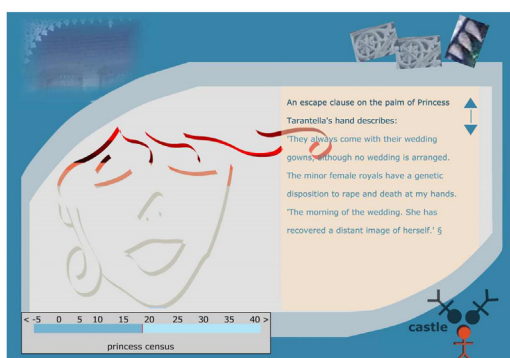 An escape clause on the palm of Princess
Tarantella's hand describes:
'They always come with their wedding
gowns, although no wedding is arranged.
The minor female royals have a genetic
disposition to rape and death at my hands.
'The morning of the wedding. She has
recovered a distant image of herself.' §
< -5 0 5 10 15 20 25 30 35 40 >
princess census
castle